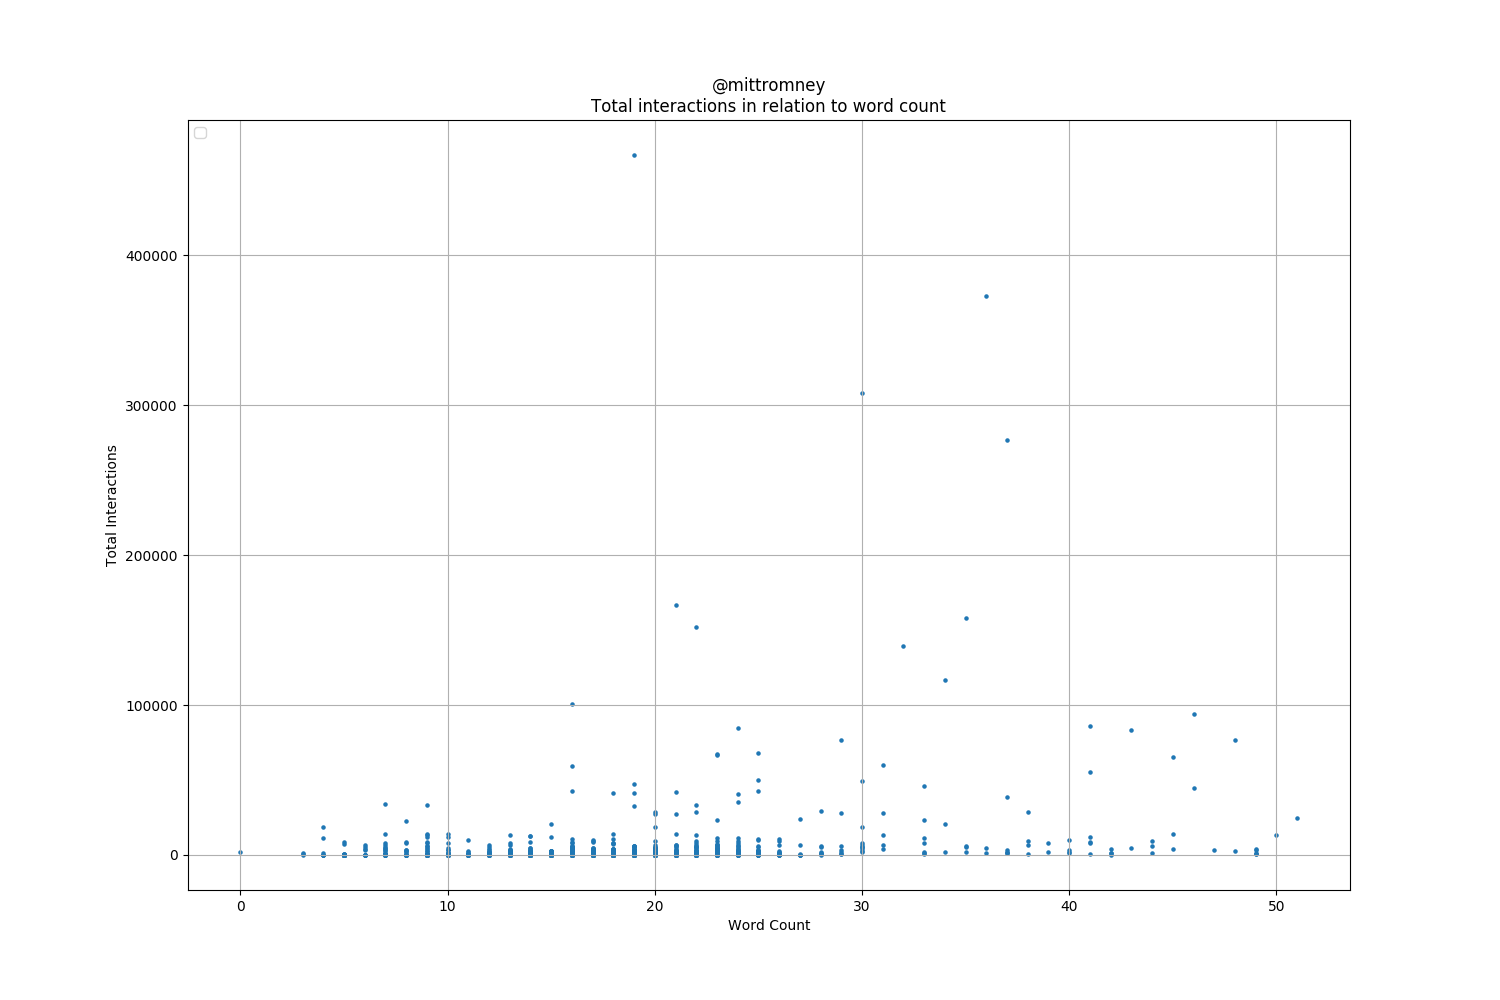 @mittromney
Total interactions in relation to word count
400000
300000
200000
100000
0
Total Interactions
0 10 20 30 40 50
Word Count